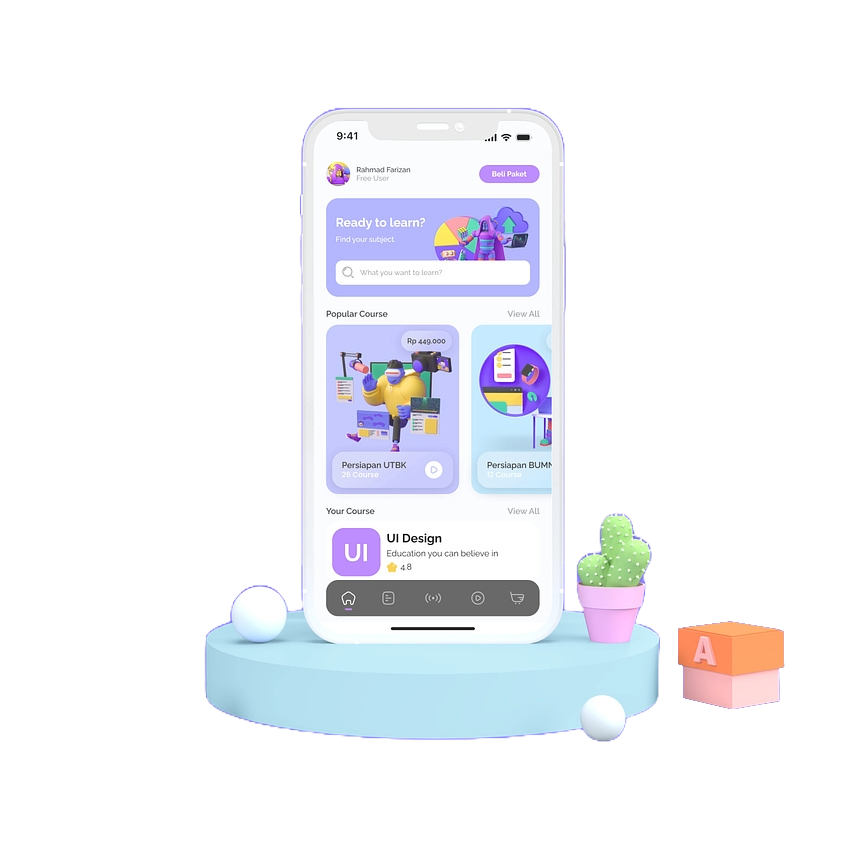 9:41
Rahmad Farizan
Free User
Beli Paket
Ready to learn?
Find your subject.
What you want to learn?
Popular Course
View All
Rp 449.000
Persiapan UTBK
Course
Persiapan BUMN
Course
Your Course
View All
UI
UI Design
Education you can believe in
4.8
A